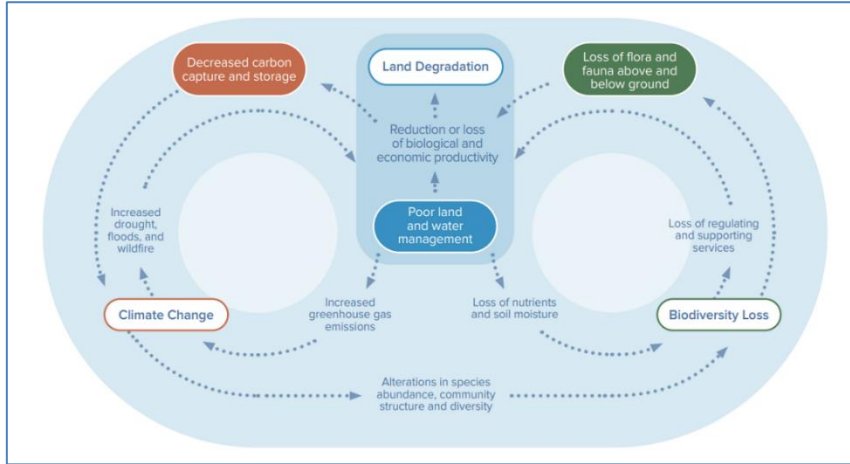 Decreased carbon
capture and storage
Land Degradation
Loss of flora and
fauna above and
below ground
Reduction or loss
of biological and
economic productivity
Increased
drought,
floods, and
wildfire
Poor land
and water
management
Loss of regulating
and supporting
services
Climate Change
Increased
greenhouse gas
emissions
Loss of nutrients
and soil moisture
Biodiversity Loss
Alterations in species
abundance, community
structure and diversity